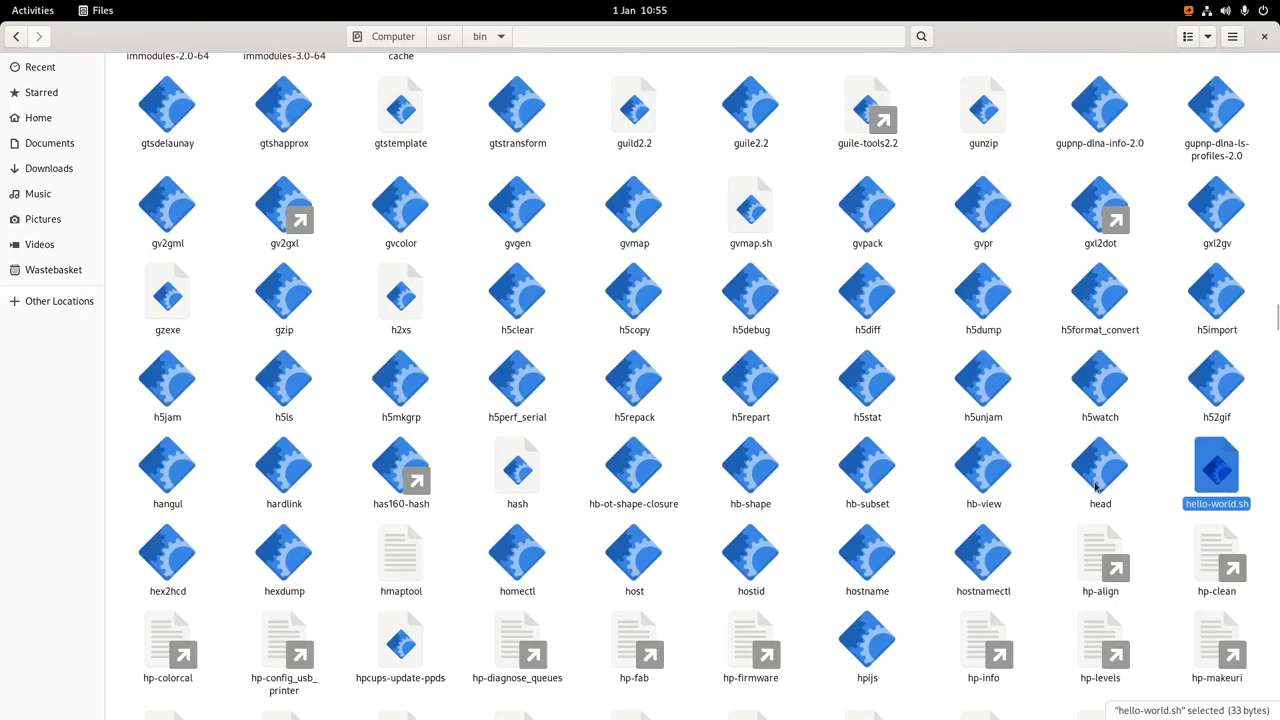 Activities Files 1 Jan 10:55
Computer usr bin
Recent
Starred
Home
Documents
Downloads
Music
Pictures
Videos
Wastebasket
Other Locations
immodules-2.0-64 immodules-3.0-64 cache
gtsdelaunay gtshapprox gtstemplate gtstransform guild2.2 guile2.2 guile-tools2.2 gunzip gupnp-dlna-info-2.0 gupnp-dlna-ls-
profiles-2.0
gv2gml gv2gxl gvcolor gvgen gvmap gvmap.sh gvpack gvpr gxl2dot gxl2gv
gzexe gzip h2xs h5clear h5copy h5debug h5diff h5dump h5format_convert h5import
h5jam h5ls h5mkgrp h5perf_serial h5repack h5repart h5stat h5unjam h5watch h52gif
hangul hardlink has160-hash hash hb-ot-shape-closure hb-shape hb-subset hb-view head hello-world.sh
hex2hcd hexdump hmaptool homectl host hostid hostname hostnamectl hp-align hp-clean
hp-colorcal hp-config_usb_ hpcups-update-ppds hp-diagnose_queues hp-fab hp-firmware hpijs hp-info hp-levels hp-makeuri
printer
"hello-world.sh" selected (33 bytes)